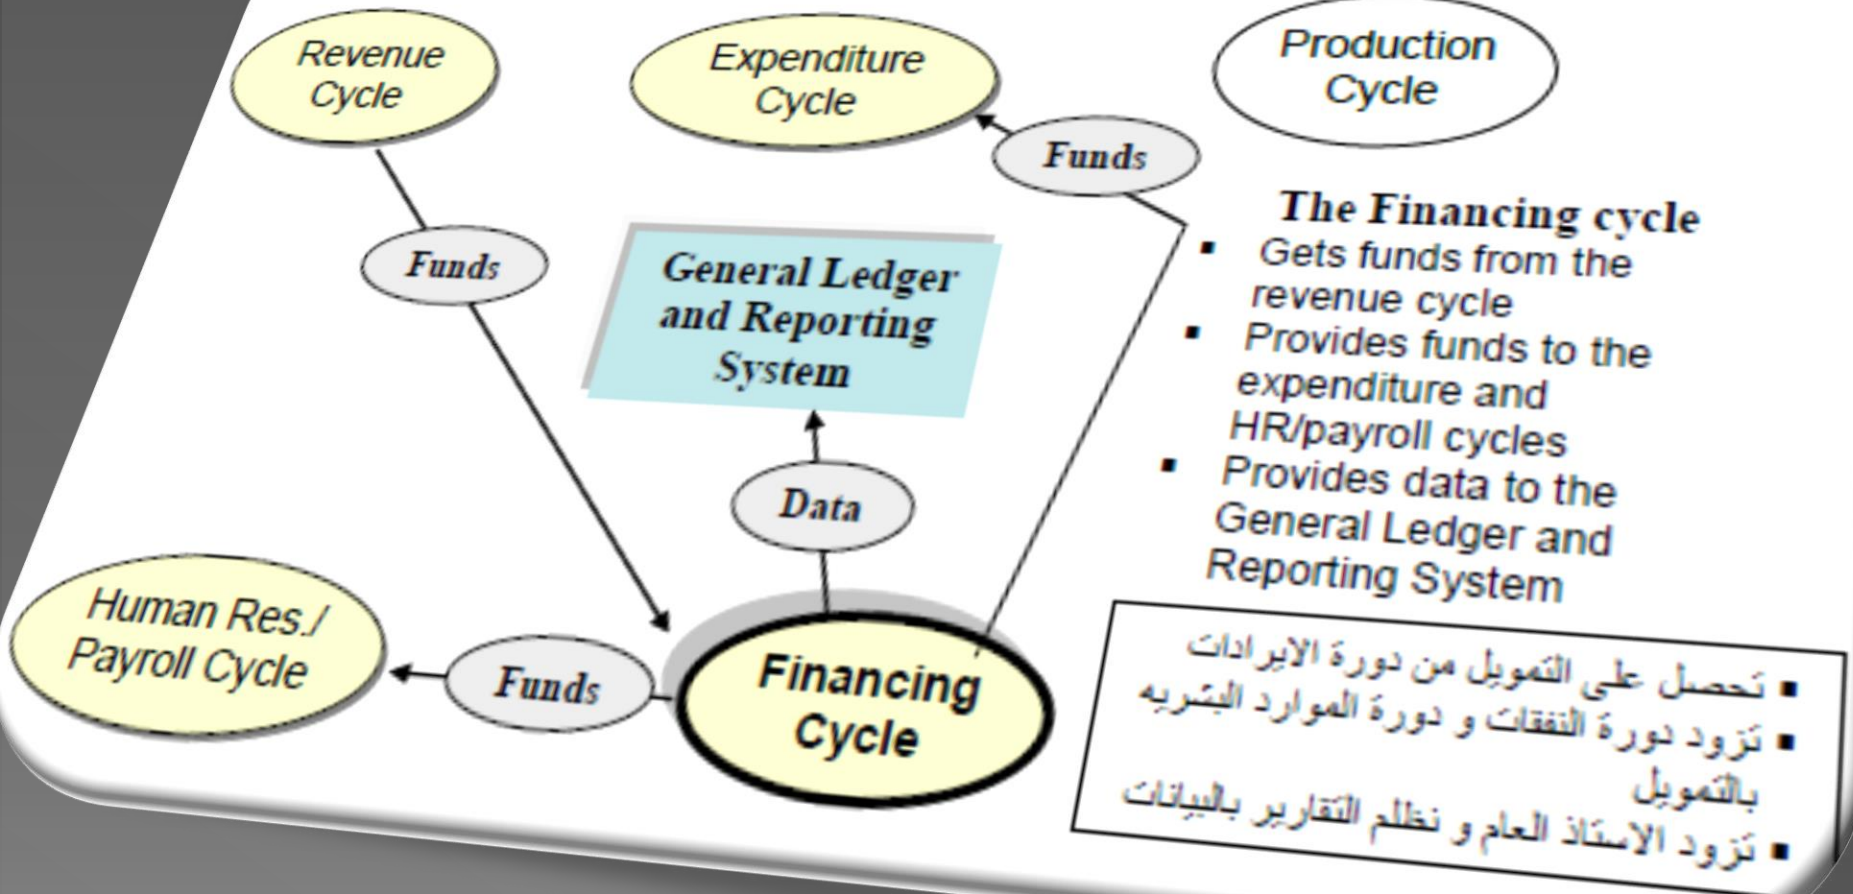 Revenue
Cycle
Expenditure
Cycle
Production
Cycle
Funds
Funds
General Ledger
and Reporting
System
Data
Human Res./
Payroll Cycle
Funds
Financing
Cycle
The Financing cycle
▪ Gets funds from the
revenue cycle
▪ Provides funds to the
expenditure and
HR/payroll cycles
▪ Provides data to the
General Ledger and
Reporting System
▪ تحصل على التمويل من دورة الايرادات
▪ تزود دورة النفقات و دورة الموارد البشريه
بالتمويل
▪ تزود الاستاذ العام و نظلم التقارير بالبيانات